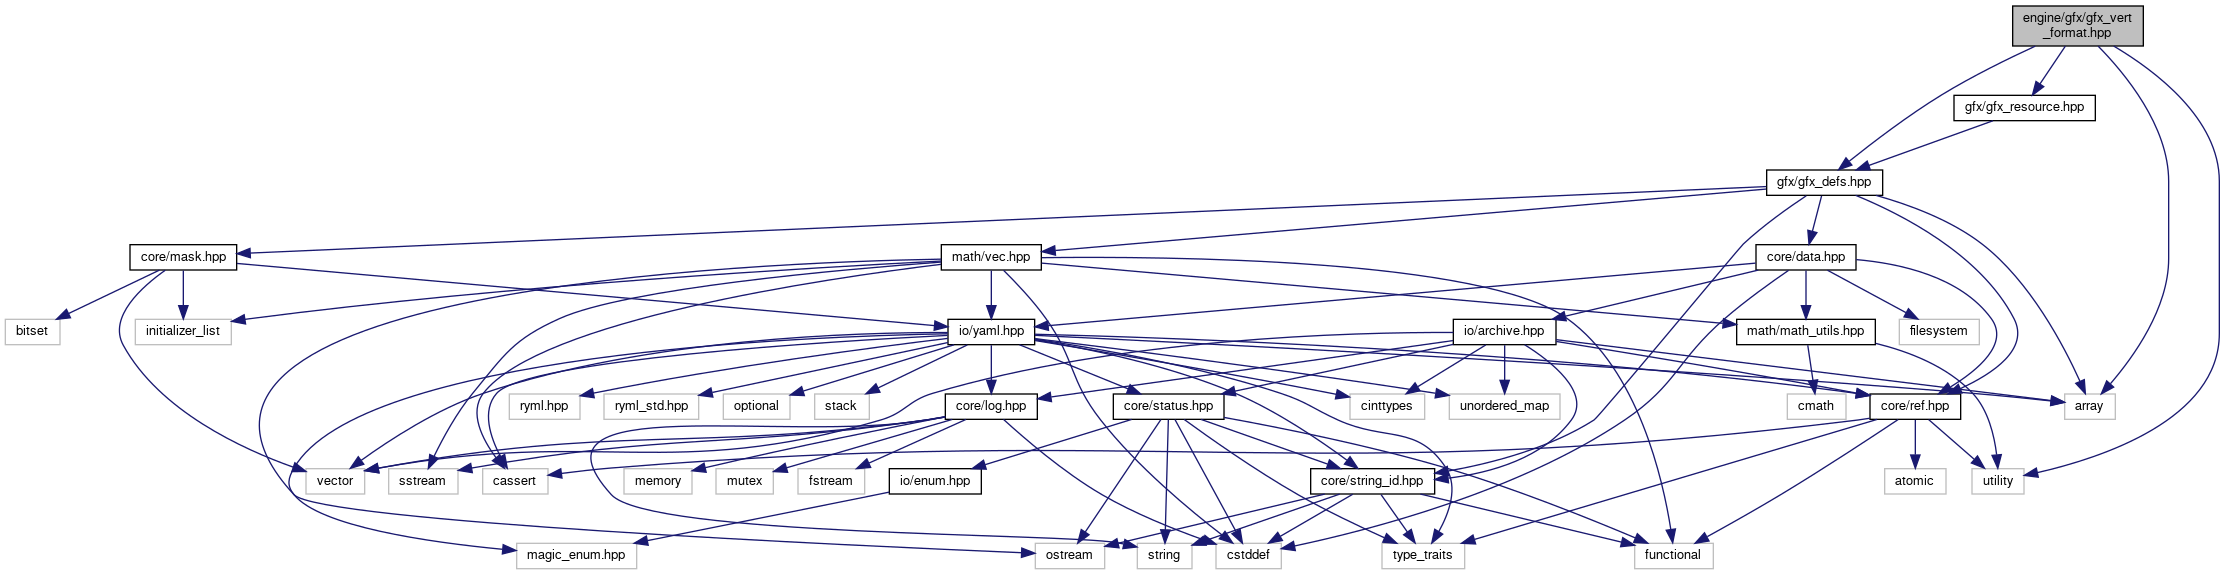 engine/gfx/gfx_vert
_format.hpp
gfx/gfx_resource.hpp
gfx/gfx_defs.hpp
core/mask.hpp
math/vec.hpp
core/data.hpp
bitset
initializer_list
io/yaml.hpp
io/archive.hpp
math/math_utils.hpp
filesystem
ryml.hpp
ryml_std.hpp
optional
stack
core/log.hpp
core/status.hpp
cinttypes
unordered_map
cmath
core/ref.hpp
array
vector
sstream
cassert
memory
mutex
fstream
io/enum.hpp
core/string_id.hpp
atomic
utility
magic_enum.hpp
ostream
string
cstddef
type_traits
functional